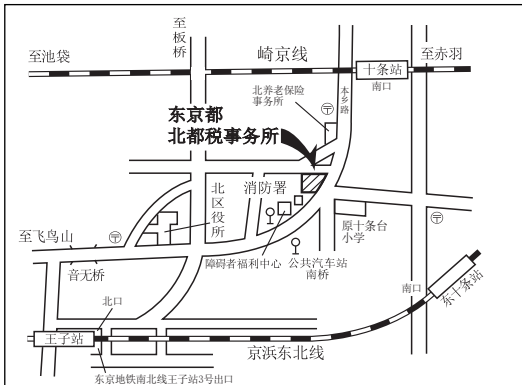 至板桥
至池袋
埼京线
十条站
至赤羽
南口
北养老保险
事务所
〒
本乡路
东京都
北都税事务所
北区役所
消防署
原十条台
小学
〒
至飞鸟山
〒
音无桥
障碍者福利中心
公共汽车站
南桥
南口
东十条站
北口
王子站
京浜东北线
东京地铁南北线王子站3号出口